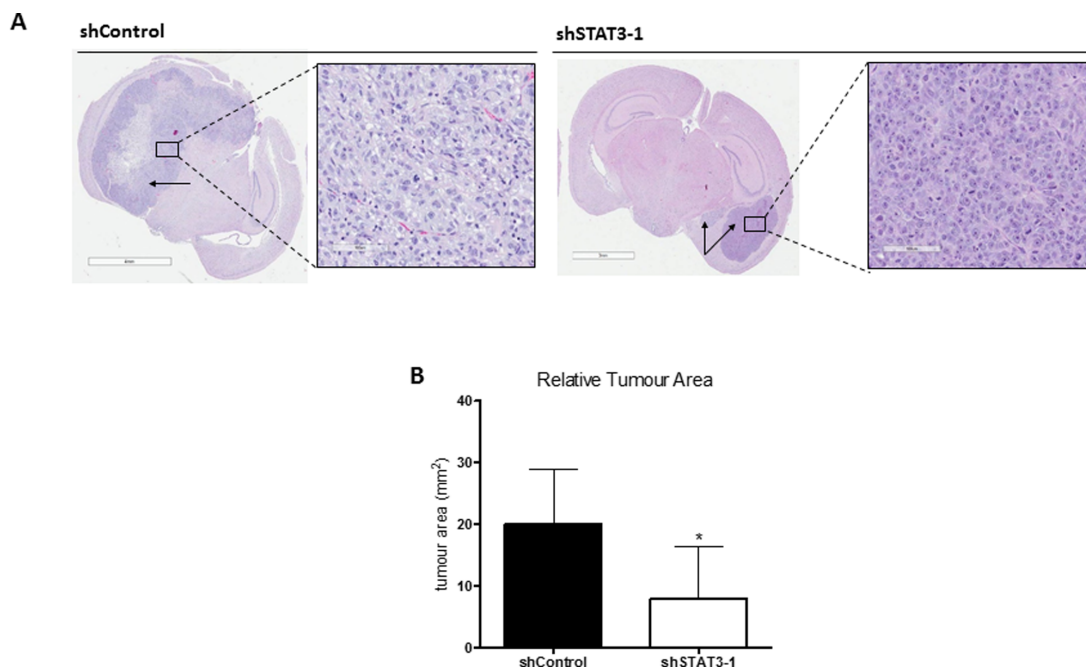 A
shControl
shSTAT3-1
B
Relative Tumour Area
tumour area (mm²)
40
30
20
10
0
*
shControl
shSTAT3-1